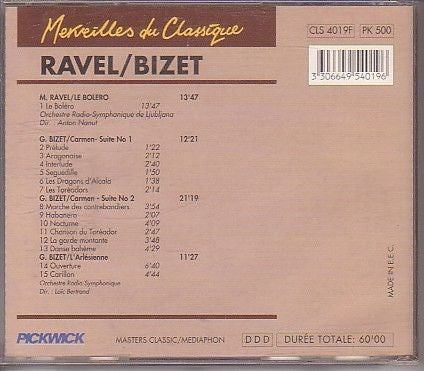 Merveilles du Classique
CLS 4019F PK 500
RAVEL/BIZET
3 306649 540196
M. RAVEL/LE BOLERO 13'47
1 Le Boléro 13'47
Orchestre Radio-Symphonique de Ljubljana
Dir. : Anton Nanut
G. BIZET/Carmen- Suite No 1 12'21
2 Prélude 1'22
3 Aragonaise 2'12
4 Interlude 2'40
5 Seguedille 1'50
6 Les Dragons d'Alcala 1'38
7 Les Toréadors 2'14
G. BIZET/Carmen - Suite No 2 21'19
8 Marche des contrebandiers 3'54
9 Habanera 2'07
10 Nocturne 4'09
11 Chanson du Toréador 2'47
12 La garde montante 3'48
13 Danse bohème 4'29
G. BIZET/L'Arlésienne 11'27
14 Ouverture 6'40
15 Carillon 4'44
Orchestre Radio Symphonique
Dir. : Loïc Bertrand
MADE IN E.E.C.
PICKWICK
MASTERS CLASSIC/MEDIAPHON
DDD
DURÉE TOTALE: 60'00